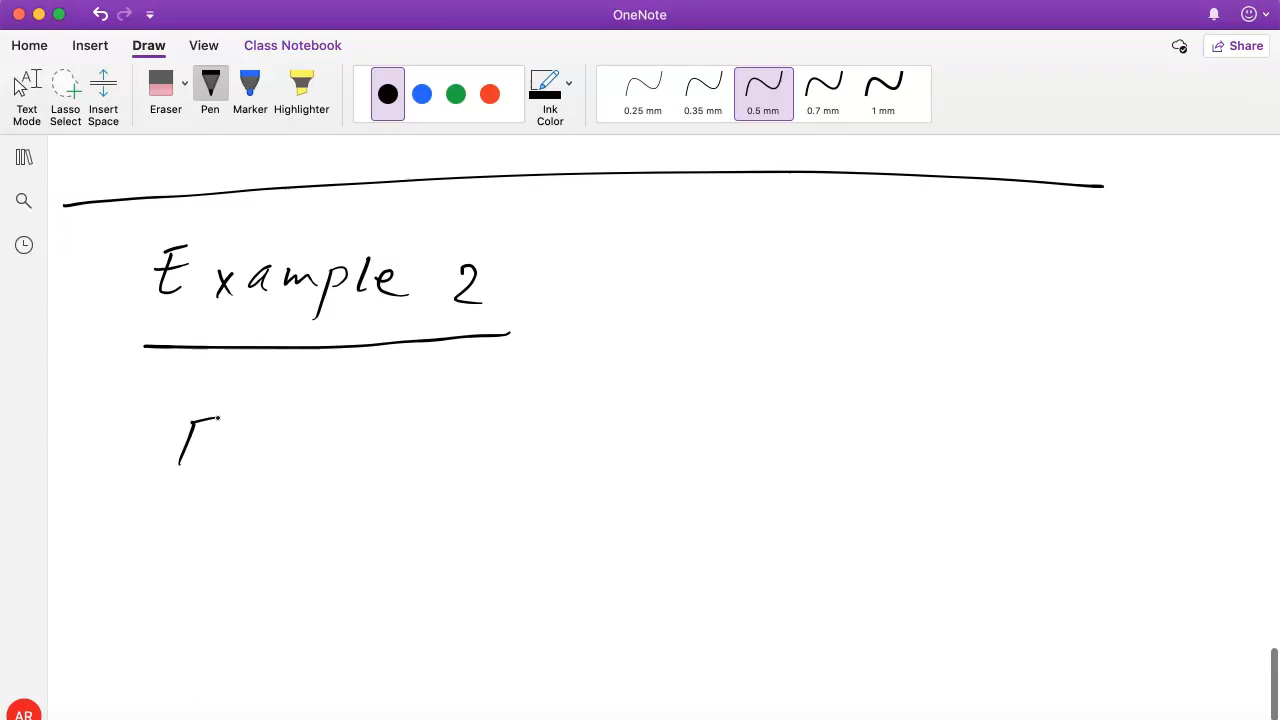 OneNote
Home Insert Draw View Class Notebook
Share
Text Mode
Lasso Select
Insert Space
Eraser
Pen
Marker
Highlighter
Ink Color
0.25 mm
0.35 mm
0.5 mm
0.7 mm
1 mm
Example 2
AR